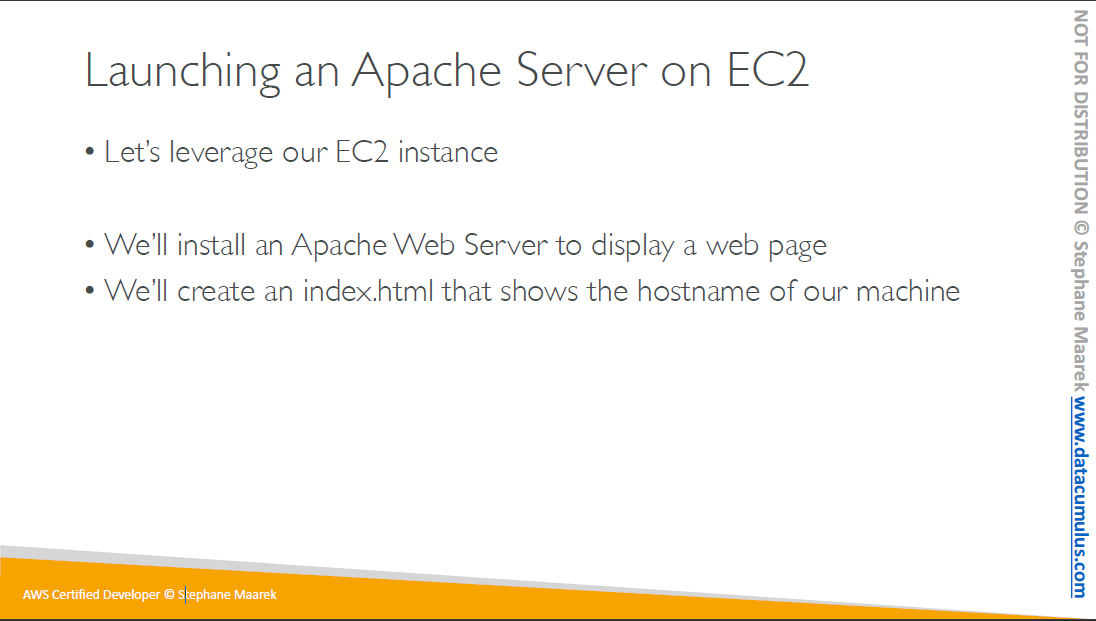 Launching an Apache Server on EC2
• Let's leverage our EC2 instance
• We'll install an Apache Web Server to display a web page
• We'll create an index.html that shows the hostname of our machine
AWS Certified Developer © Stephane Maarek
NOT FOR DISTRIBUTION © Stephane Maarek www.datacumulus.com